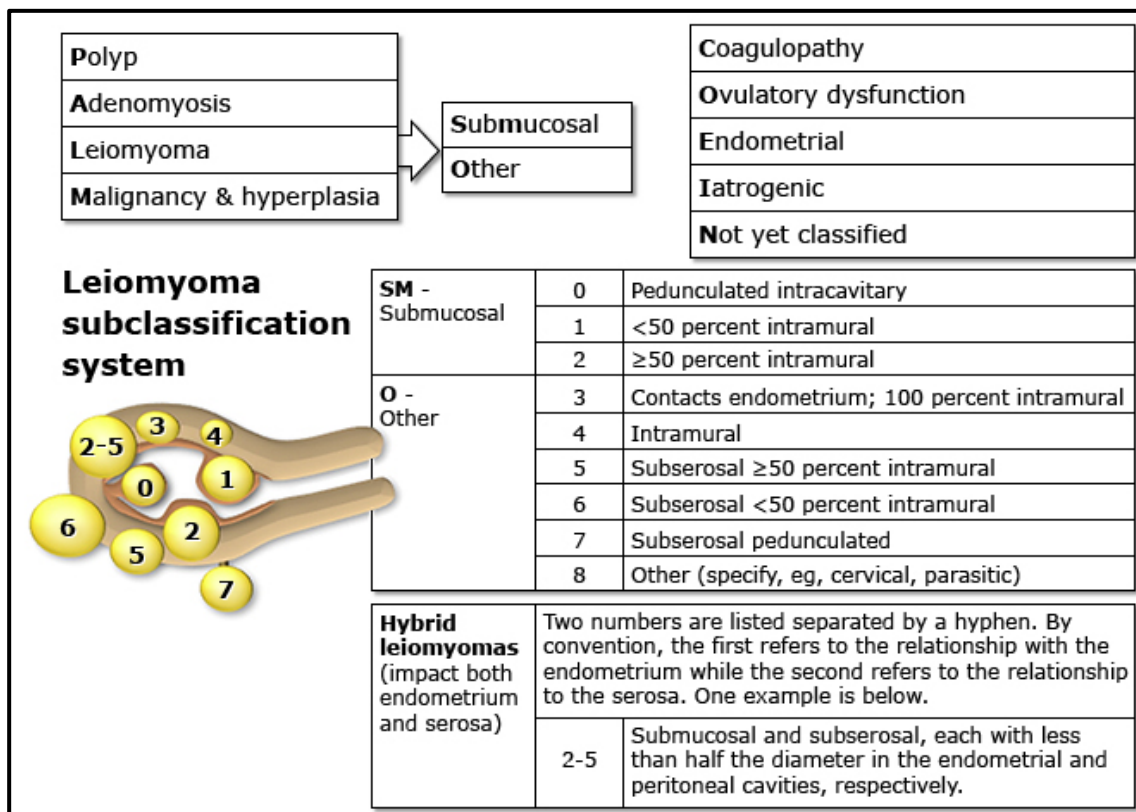 Polyp
Adenomyosis
Leiomyoma
Malignancy & hyperplasia
Submucosal
Other
Coagulopathy
Ovulatory dysfunction
Endometrial
Iatrogenic
Not yet classified
Leiomyoma
subclassification
system
SM -
Submucosal
0 Pedunculated intracavitary
1 <50 percent intramural
2 ≥50 percent intramural
O -
Other
3 Contacts endometrium; 100 percent intramural
4 Intramural
5 Subserosal ≥50 percent intramural
6 Subserosal <50 percent intramural
7 Subserosal pedunculated
8 Other (specify, eg, cervical, parasitic)
2-5
3
4
0
1
6
2
5
7
Hybrid
leiomyomas
(impact both
endometrium
and serosa)
Two numbers are listed separated by a hyphen. By
convention, the first refers to the relationship with the
endometrium while the second refers to the relationship
to the serosa. One example is below.
2-5
Submucosal and subserosal, each with less
than half the diameter in the endometrial and
peritoneal cavities, respectively.